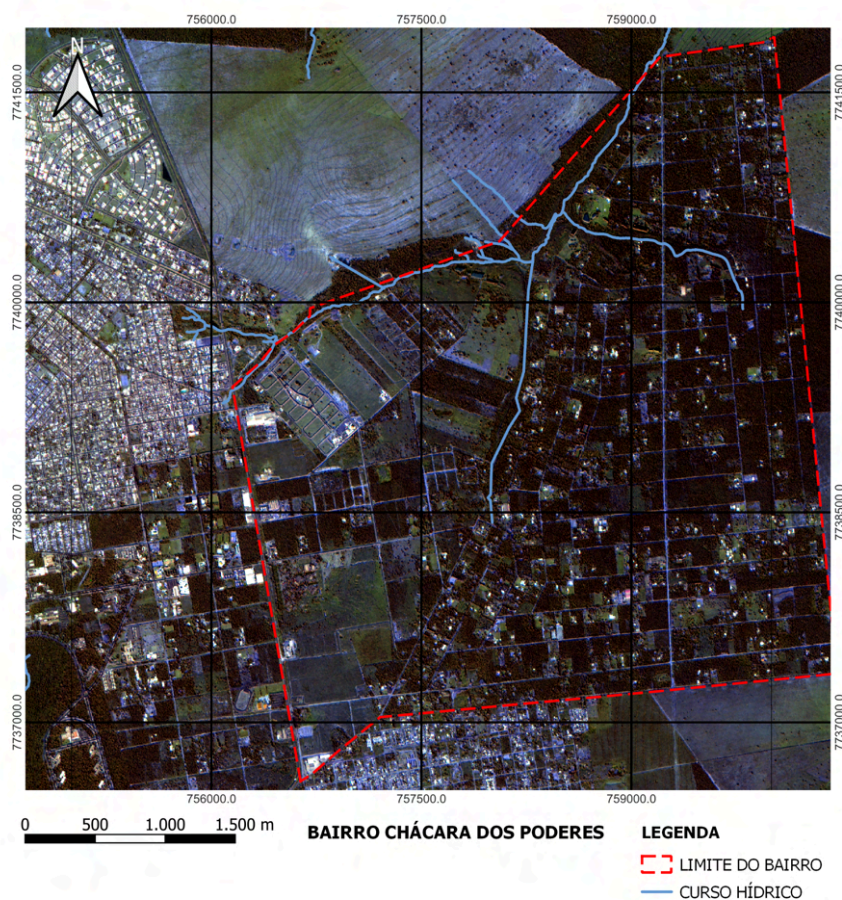 756000.0 757500.0 759000.0
N
7741500.0 7741500.0
7740000.0 7740000.0
7738500.0 7738500.0
7737000.0 7737000.0
756000.0 757500.0 759000.0
0 500 1.000 1.500 m
BAIRRO CHÁCARA DOS PODERES
LEGENDA
LIMITE DO BAIRRO
CURSO HÍDRICO